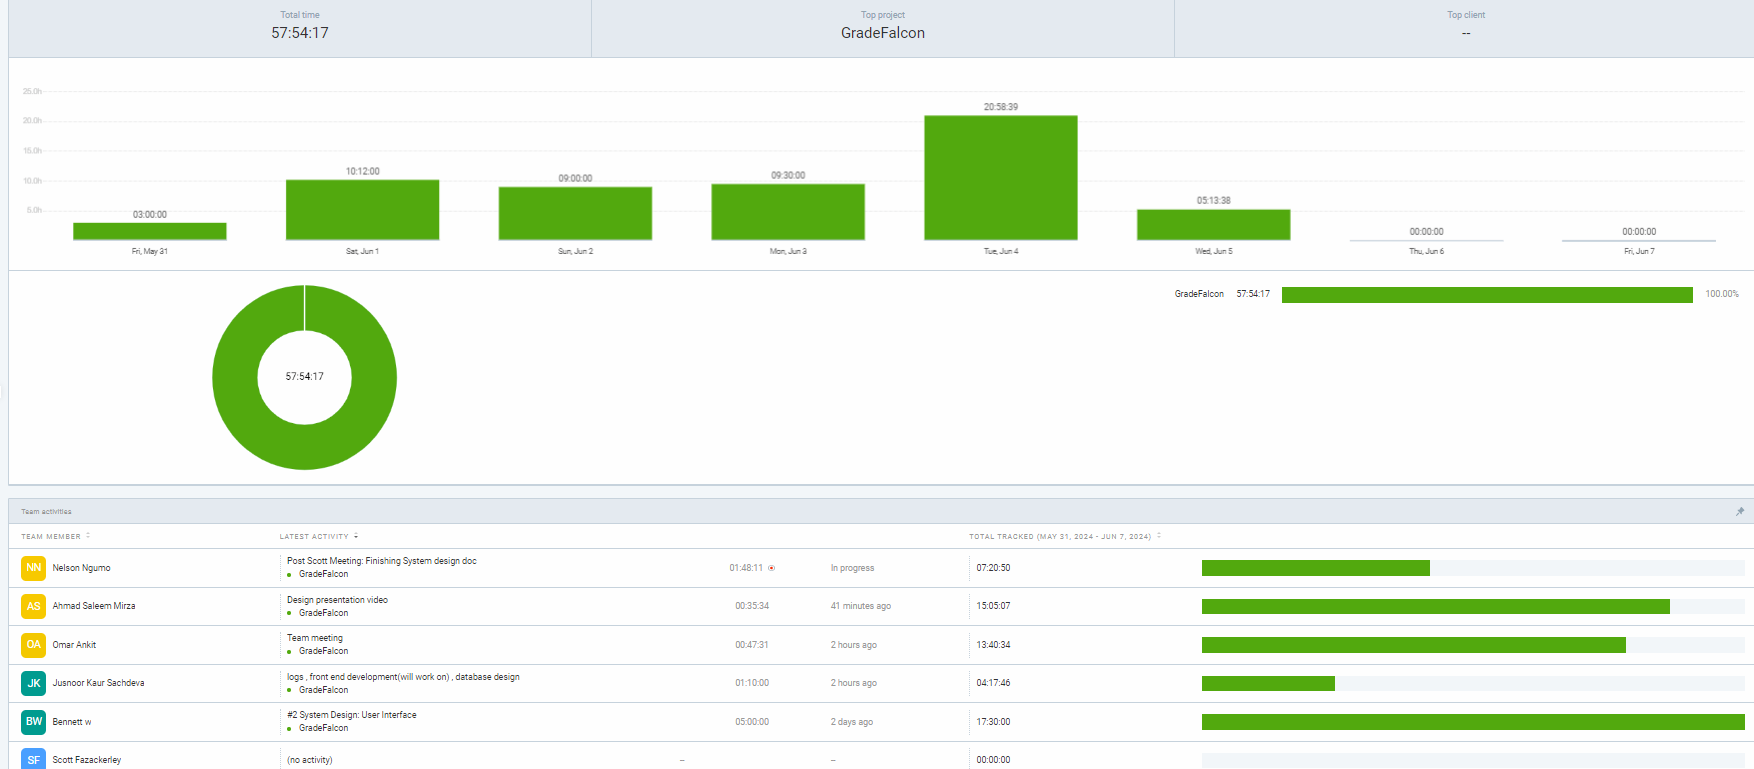 Total time
57:54:17
Top project
GradeFalcon
Top client
--
25.0h
20.0h
15.0h
10.0h
5.0h
03:00:00
10:12:00
09:00:00
09:30:00
20:58:39
05:13:38
00:00:00
00:00:00
Fri, May 31
Sat, Jun 1
Sun, Jun 2
Mon, Jun 3
Tue, Jun 4
Wed, Jun 5
Thu, Jun 6
Fri, Jun 7
57:54:17
GradeFalcon 57:54:17 100.00%
Team activities
TEAM MEMBER LATEST ACTIVITY TOTAL TRACKED (MAY 31, 2024 - JUN 7, 2024)
NN Nelson Ngumo
Post Scott Meeting: Finishing System design doc
GradeFalcon
01:48:11 In progress 07:20:50
AS Ahmad Saleem Mirza
Design presentation video
GradeFalcon
00:35:34 41 minutes ago 15:05:07
OA Omar Ankit
Team meeting
GradeFalcon
00:47:31 2 hours ago 13:40:34
JK Jusnoor Kaur Sachdeva
logs , front end development(will work on) , database design
GradeFalcon
01:10:00 2 hours ago 04:17:46
BW Bennett w
#2 System Design: User Interface
GradeFalcon
05:00:00 2 days ago 17:30:00
SF Scott Fazackerley
(no activity)
– – 00:00:00